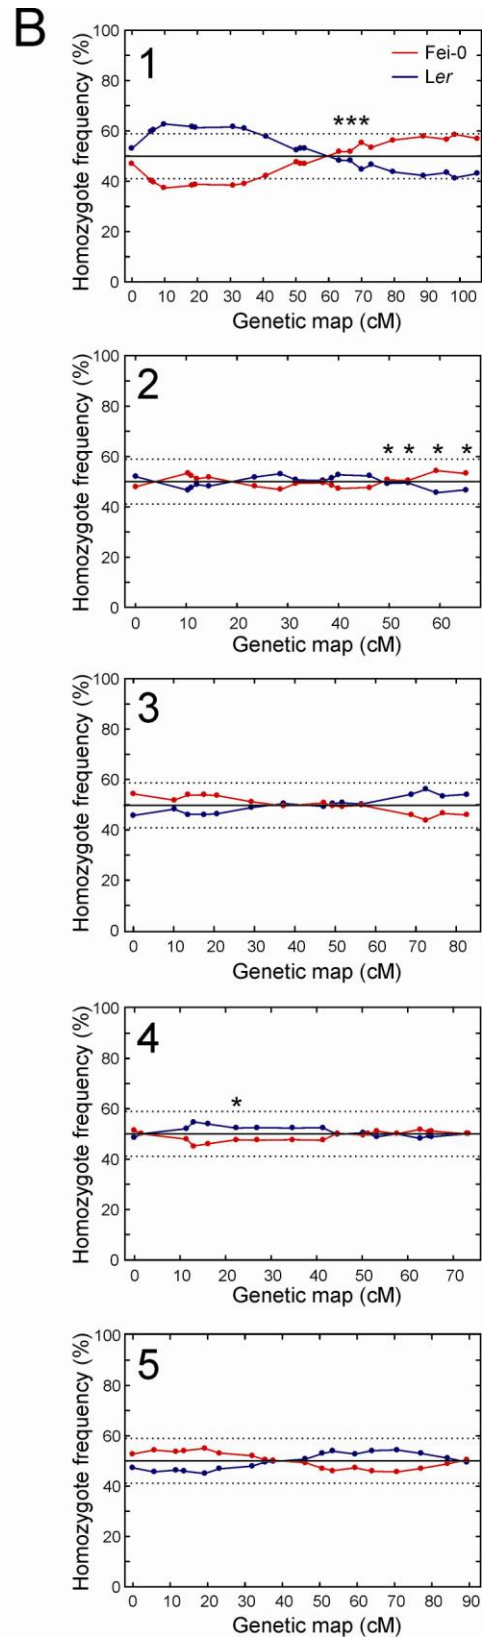 B
1
Fei-0
Ler
***
Homozygote frequency (%)
100
80
60
40
20
0
0 10 20 30 40 50 60 70 80 90 100
Genetic map (cM)
2
* * * *
Homozygote frequency (%)
100
80
60
40
20
0
0 10 20 30 40 50 60
Genetic map (cM)
3
Homozygote frequency (%)
100
80
60
40
20
0
0 10 20 30 40 50 60 70 80
Genetic map (cM)
4
*
Homozygote frequency (%)
100
80
60
40
20
0
0 10 20 30 40 50 60 70
Genetic map (cM)
5
Homozygote frequency (%)
100
80
60
40
20
0
0 10 20 30 40 50 60 70 80 90
Genetic map (cM)